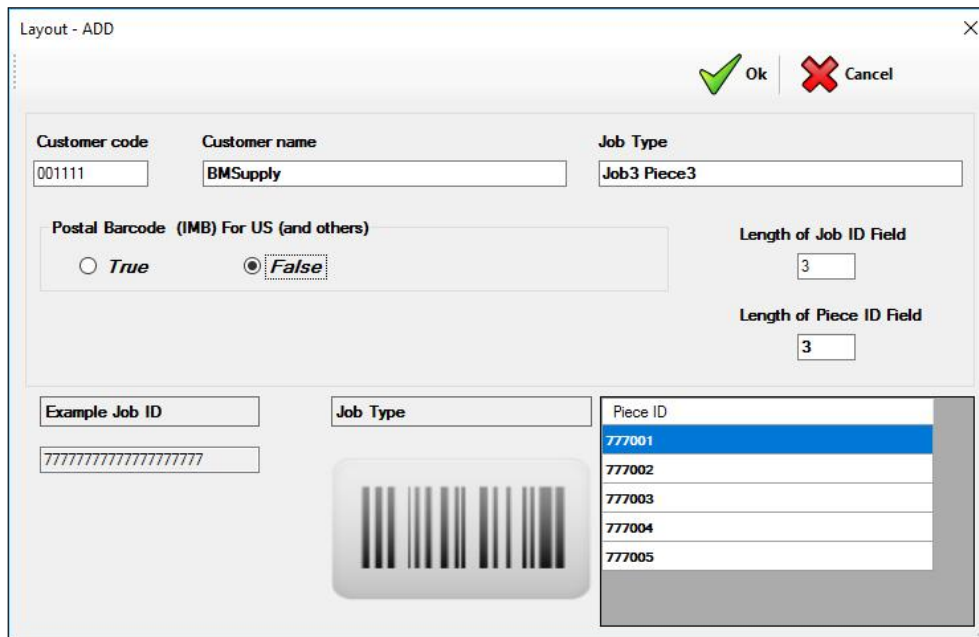 Layout - ADD
Ok Cancel
Customer code Customer name Job Type
001111 BMSupply Job3 Piece3
Postal Barcode (IMB) For US (and others)
True False
Length of Job ID Field
3
Length of Piece ID Field
3
Example Job ID Job Type Piece ID
77777777777777777777
777001
777002
777003
777004
777005